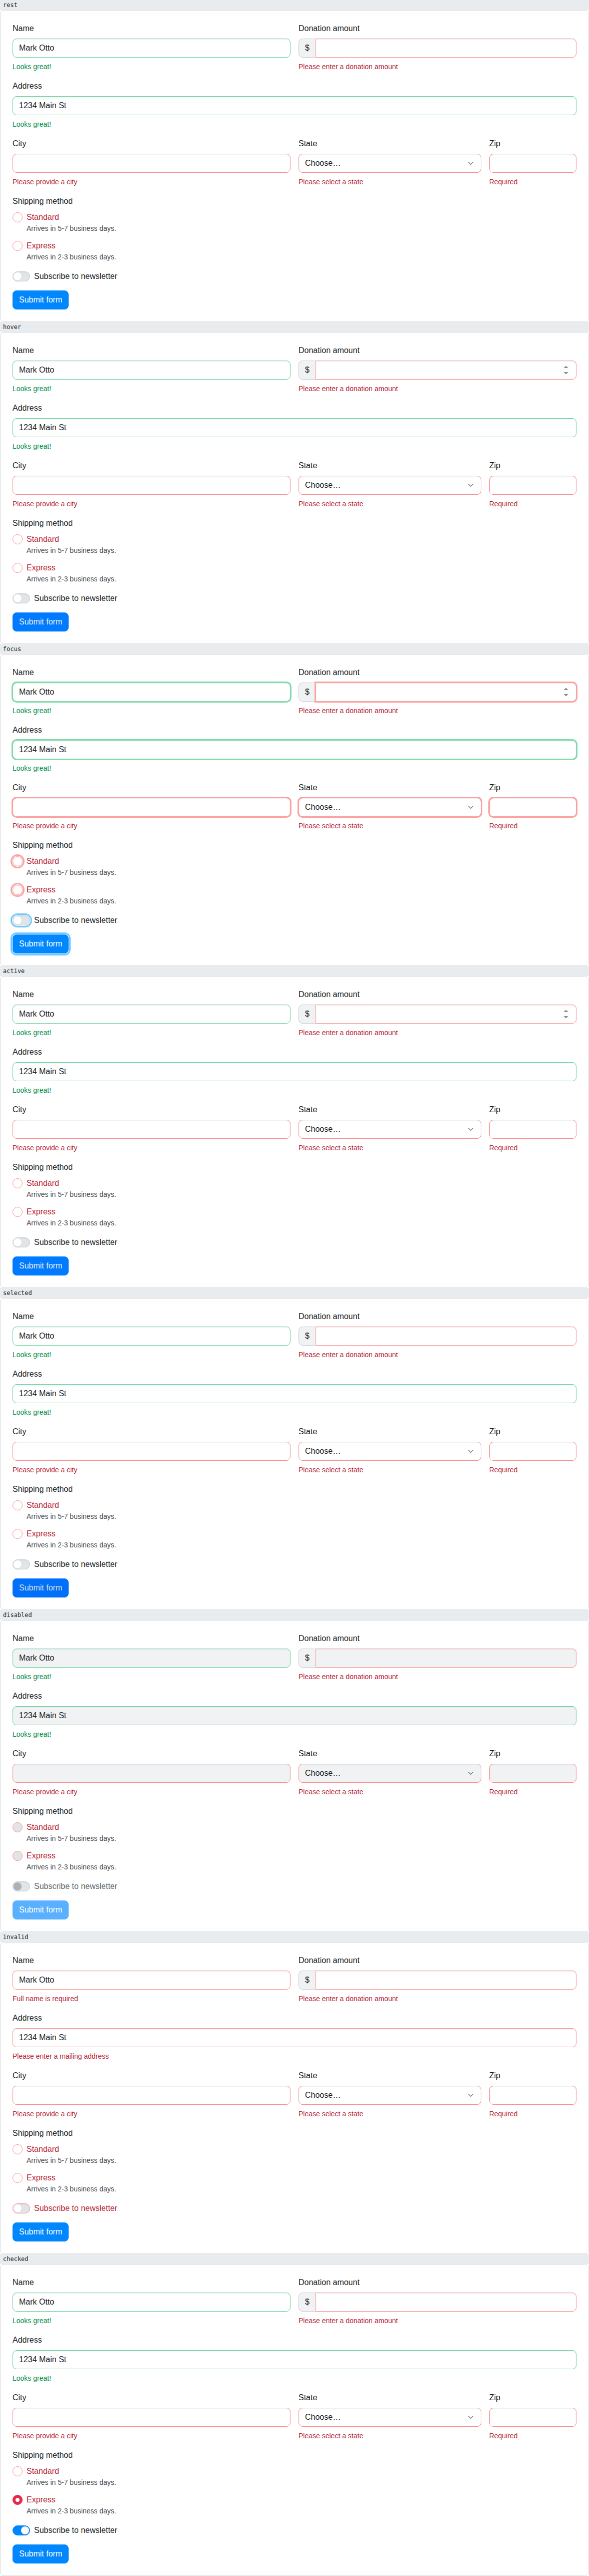 rest
Name Donation amount
Mark Otto $
Looks great! Please enter a donation amount
Address
1234 Main St
Looks great!
City State Zip
Choose...
Please provide a city Please select a state Required
Shipping method
Standard
Arrives in 5-7 business days.
Express
Arrives in 2-3 business days.
Subscribe to newsletter
Submit form
hover
Name Donation amount
Mark Otto $
Looks great! Please enter a donation amount
Address
1234 Main St
Looks great!
City State Zip
Choose...
Please provide a city Please select a state Required
Shipping method
Standard
Arrives in 5-7 business days.
Express
Arrives in 2-3 business days.
Subscribe to newsletter
Submit form
focus
Name Donation amount
Mark Otto $
Looks great! Please enter a donation amount
Address
1234 Main St
Looks great!
City State Zip
Choose...
Please provide a city Please select a state Required
Shipping method
Standard
Arrives in 5-7 business days.
Express
Arrives in 2-3 business days.
Subscribe to newsletter
Submit form
active
Name Donation amount
Mark Otto $
Looks great! Please enter a donation amount
Address
1234 Main St
Looks great!
City State Zip
Choose...
Please provide a city Please select a state Required
Shipping method
Standard
Arrives in 5-7 business days.
Express
Arrives in 2-3 business days.
Subscribe to newsletter
Submit form
selected
Name Donation amount
Mark Otto $
Looks great! Please enter a donation amount
Address
1234 Main St
Looks great!
City State Zip
Choose...
Please provide a city Please select a state Required
Shipping method
Standard
Arrives in 5-7 business days.
Express
Arrives in 2-3 business days.
Subscribe to newsletter
Submit form
disabled
Name Donation amount
Mark Otto $
Looks great! Please enter a donation amount
Address
1234 Main St
Looks great!
City State Zip
Choose...
Please provide a city Please select a state Required
Shipping method
Standard
Arrives in 5-7 business days.
Express
Arrives in 2-3 business days.
Subscribe to newsletter
Submit form
invalid
Name Donation amount
Mark Otto $
Full name is required Please enter a donation amount
Address
1234 Main St
Please enter a mailing address
City State Zip
Choose...
Please provide a city Please select a state Required
Shipping method
Standard
Arrives in 5-7 business days.
Express
Arrives in 2-3 business days.
Subscribe to newsletter
Submit form
checked
Name Donation amount
Mark Otto $
Looks great! Please enter a donation amount
Address
1234 Main St
Looks great!
City State Zip
Choose...
Please provide a city Please select a state Required
Shipping method
Standard
Arrives in 5-7 business days.
Express
Arrives in 2-3 business days.
Subscribe to newsletter
Submit form